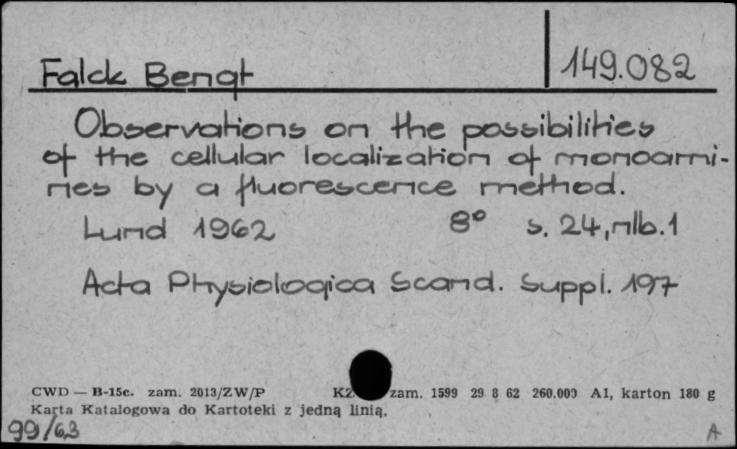 Falck Bengt
149.082
Observations on the possibilities
of the cellular localization of monoami-
nes by a fluorescence method.
Lund 1962 8° s. 24, nlb. 1
Acta Physiologica Scand. Suppl. 197
CWD — B-15c. zam. 2013/ZW/P KZ zam. 1599 29 8 62 260.000 A1, karton 180 g
Karta Katalogowa do Kartoteki z jedną linią.
99/63
A